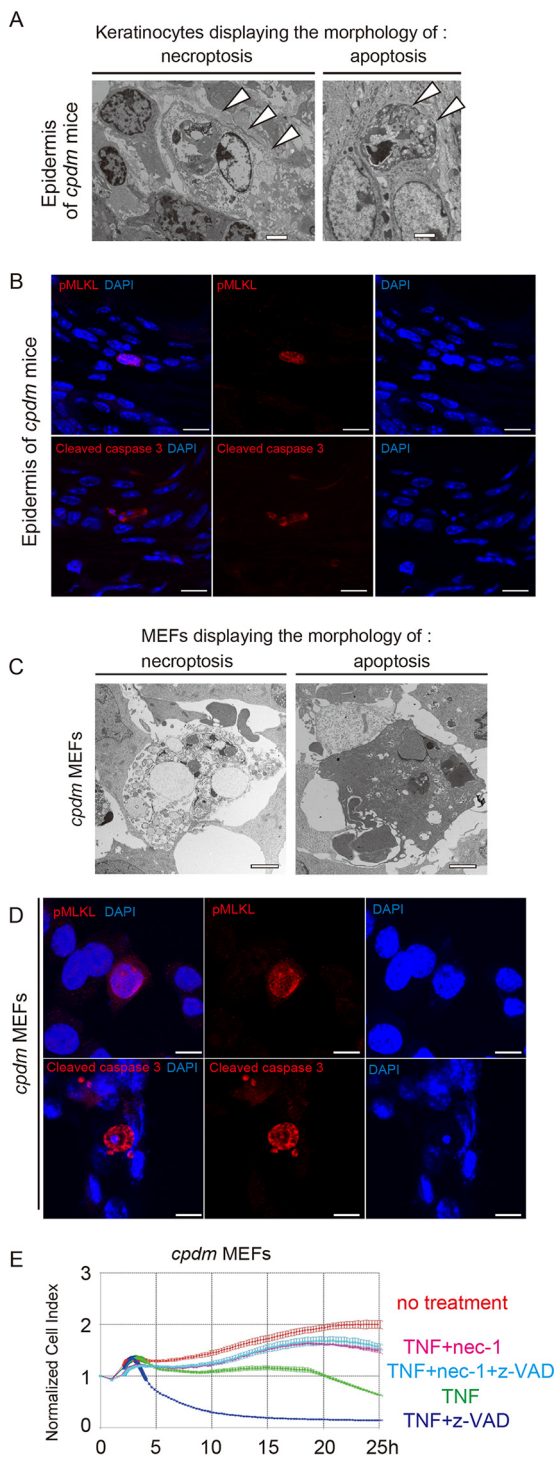 A
Keratinocytes displaying the morphology of :
necroptosis
apoptosis
Epidermis
of cpdm mice
B
pMLKL DAPI
pMLKL
DAPI
Epidermis of cpdm mice
Cleaved caspase 3 DAPI
Cleaved caspase 3
DAPI
MEFs displaying the morphology of :
C
necroptosis
apoptosis
cpdm MEFs
D
pMLKL DAPI
pMLKL
DAPI
cpdm MEFs
Cleaved caspase 3 DAPI
Cleaved caspase 3
DAPI
E
cpdm MEFs
Normalized Cell Index
3
2
1
0
0 5 10 15 20 25h
no treatment
TNF+nec-1
TNF+nec-1+z-VAD
TNF
TNF+z-VAD